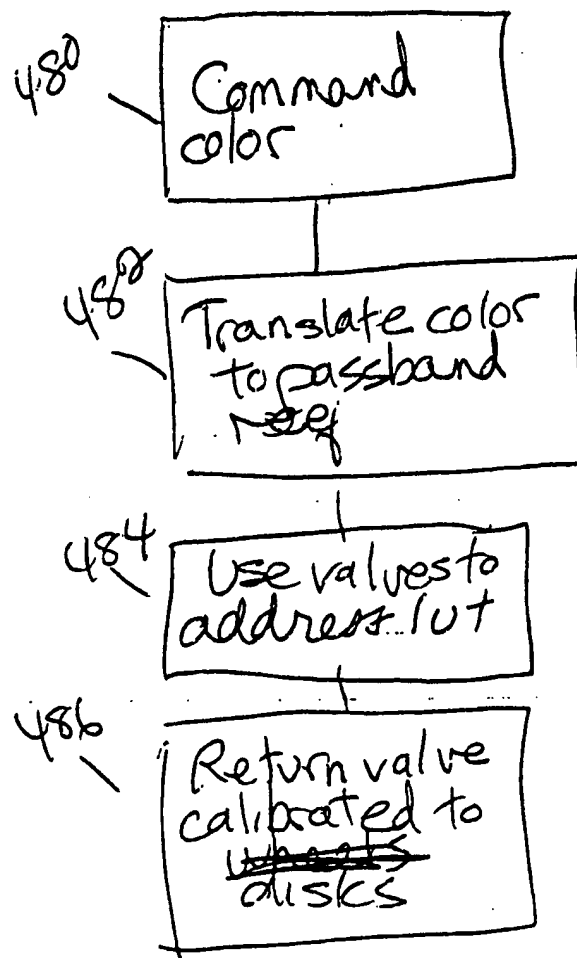 480
Command
color
482
Translate color
to passband
484
Use values to
address lut
486
Return value
calibrated to
disks